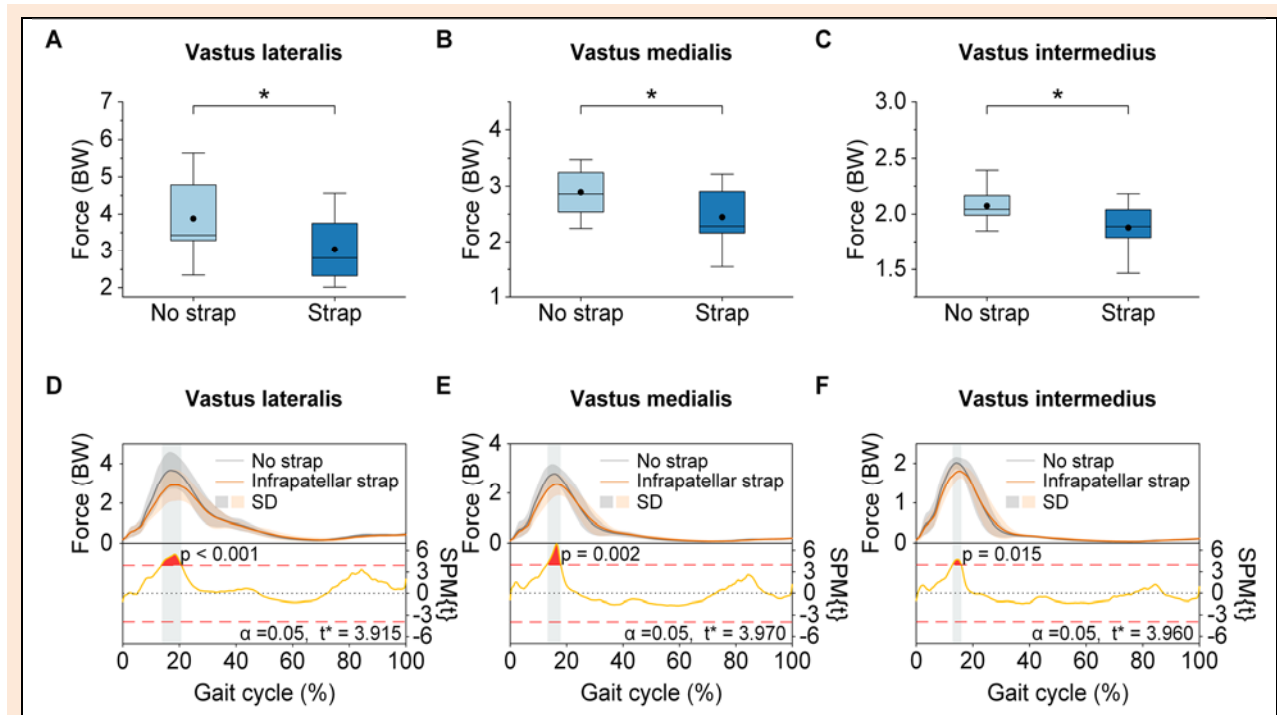 A
Vastus lateralis
B
Vastus medialis
C
Vastus intermedius
Force (BW)
7
6
5
4
3
2
*
No strap
Strap
Force (BW)
4
3
2
1
*
No strap
Strap
Force (BW)
3.0
2.5
2.0
1.5
*
No strap
Strap
D
Vastus lateralis
E
Vastus medialis
F
Vastus intermedius
Force (BW)
4
2
0
No strap
Infrapatellar strap
SD
p < 0.001
6
3
0
-3
-6
SPM{t}
α =0.05, t* = 3.915
0 20 40 60 80 100
Gait cycle (%)
Force (BW)
4
2
0
No strap
Infrapatellar strap
SD
p = 0.002
6
3
0
-3
-6
SPM{t}
α =0.05, t* = 3.970
0 20 40 60 80 100
Gait cycle (%)
Force (BW)
2
1
0
No strap
Infrapatellar strap
SD
p = 0.015
6
3
0
-3
-6
SPM{t}
α =0.05, t* = 3.960
0 20 40 60 80 100
Gait cycle (%)